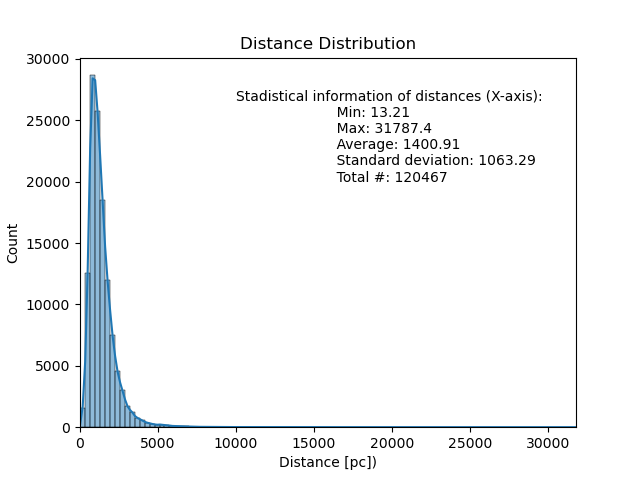 Distance Distribution
30000
25000
20000
15000
10000
5000
0
Count
Stadistical information of distances (X-axis):
Min: 13.21
Max: 31787.4
Average: 1400.91
Standard deviation: 1063.29
Total #: 120467
0 5000 10000 15000 20000 25000 30000
Distance [pc])